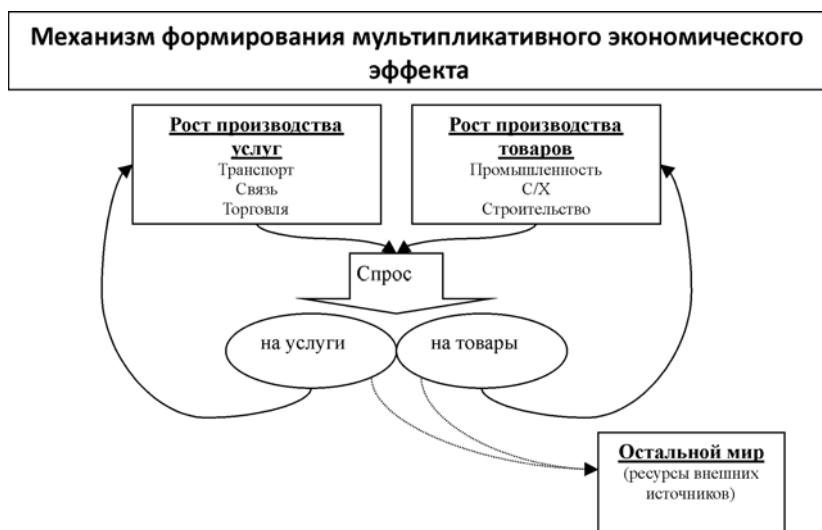 Механизм формирования мультипликативного экономического
эффекта
Рост производства
услуг
Транспорт
Связь
Торговля
Рост производства
товаров
Промышленность
С/Х
Строительство
Спрос
на услуги
на товары
Остальной мир
(ресурсы внешних
источников)